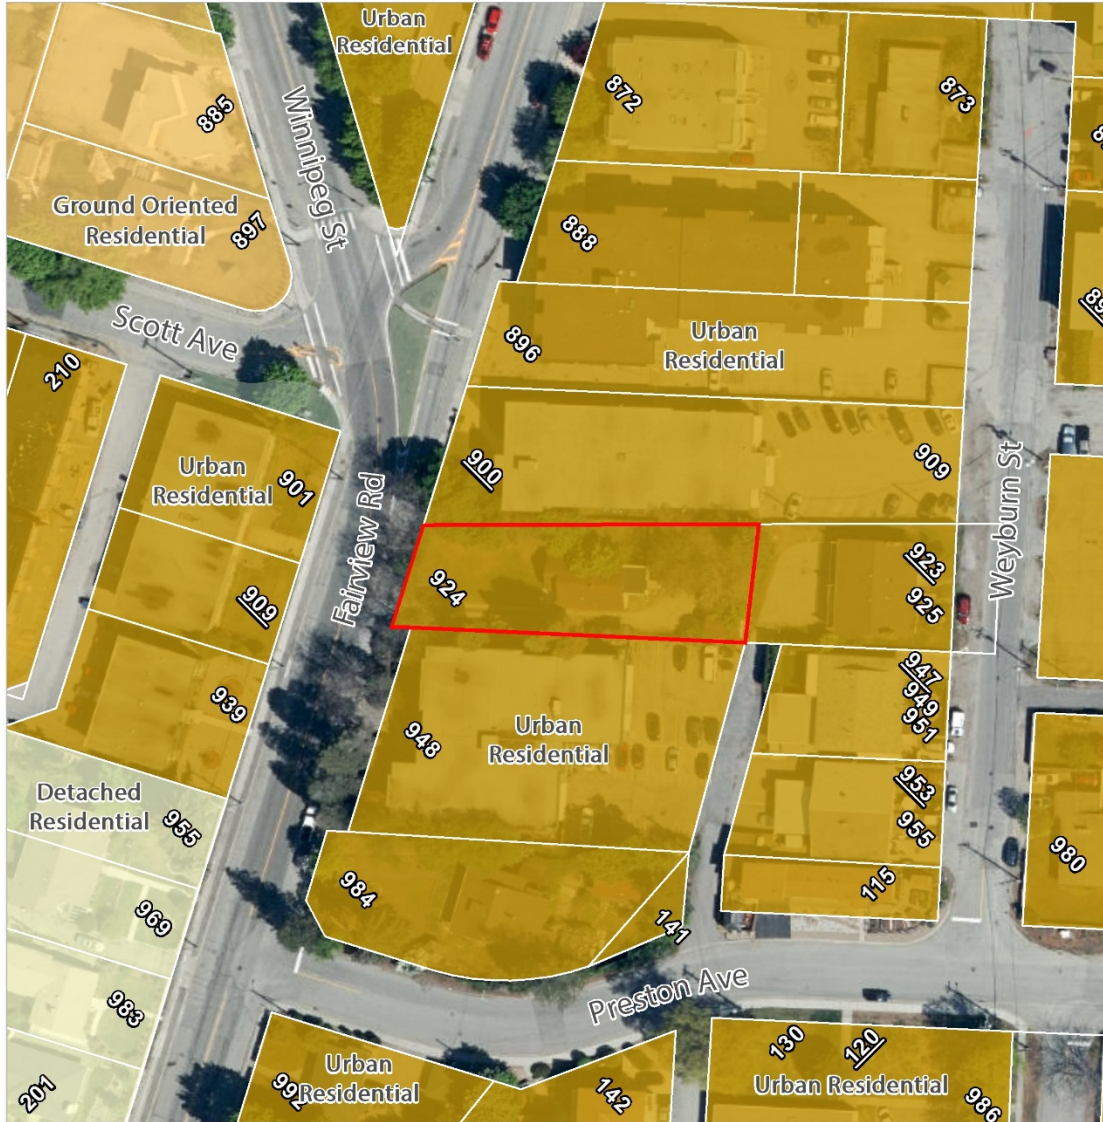 Urban
Residential
872
873
885
Winnipeg St
Ground Oriented
Residential
897
888
Scott Ave
896
Urban
Residential
210
Urban
Residential
901
900
909
Fairview Rd
Weyburn St
909
924
923
925
939
947
949
951
948
Urban
Residential
Detached
Residential
955
953
955
980
969
984
115
141
983
Preston Ave
201
Urban
Residential
992
142
130
120
Urban Residential
986